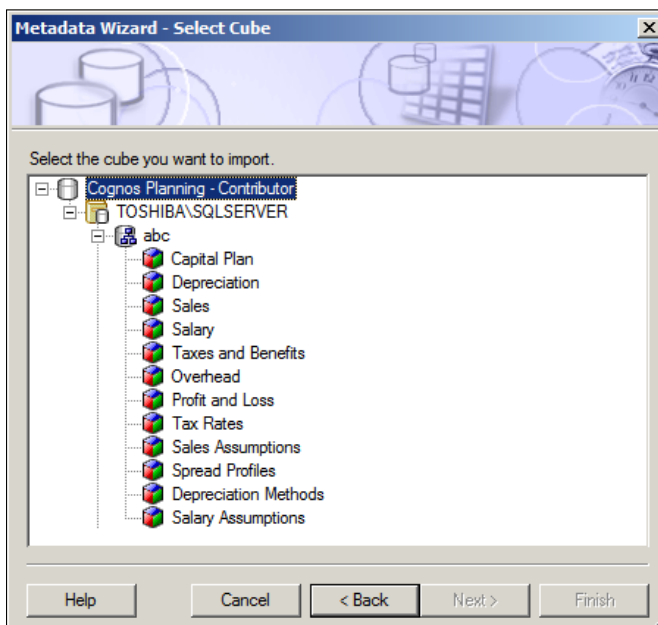 Metadata Wizard - Select Cube
Select the cube you want to import.
Cognos Planning - Contributor
TOSHIBA\SQLSERVER
abc
Capital Plan
Depreciation
Sales
Salary
Taxes and Benefits
Overhead
Profit and Loss
Tax Rates
Sales Assumptions
Spread Profiles
Depreciation Methods
Salary Assumptions
Help Cancel < Back Next > Finish